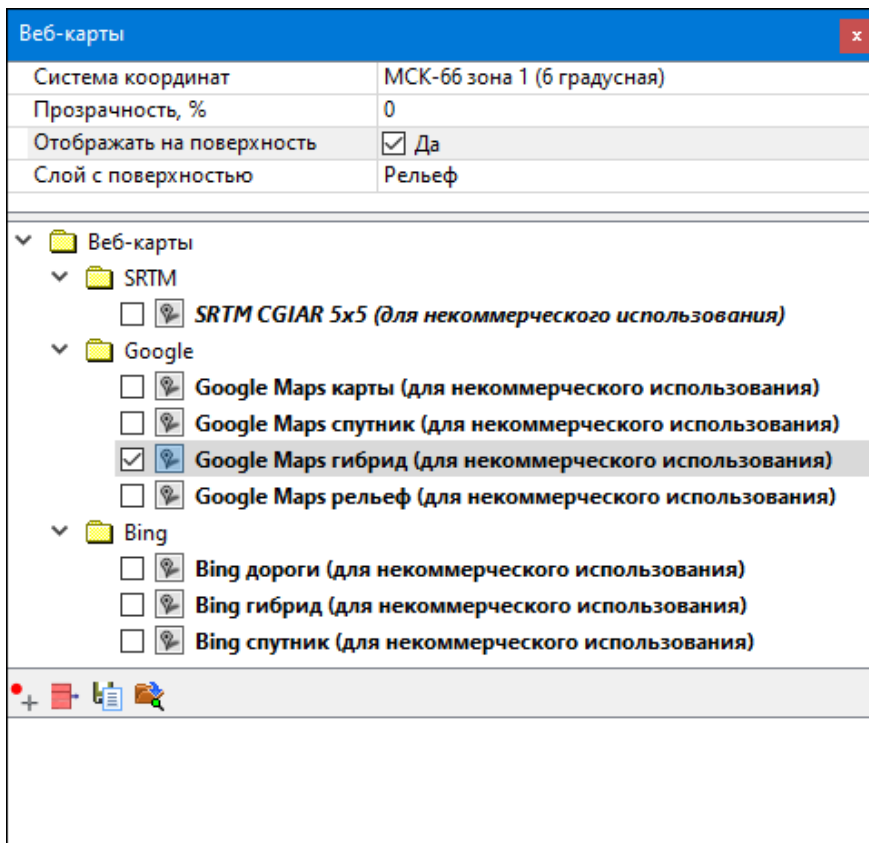 Веб-карты
x
Система координат МСК-66 зона 1 (6 градусная)
Прозрачность, % 0
Отображать на поверхность Да
Слой с поверхностью Рельеф
Веб-карты
SRTM
SRTM CGIAR 5x5 (для некоммерческого использования)
Google
Google Maps карты (для некоммерческого использования)
Google Maps спутник (для некоммерческого использования)
Google Maps гибрид (для некоммерческого использования)
Google Maps рельеф (для некоммерческого использования)
Bing
Bing дороги (для некоммерческого использования)
Bing гибрид (для некоммерческого использования)
Bing спутник (для некоммерческого использования)